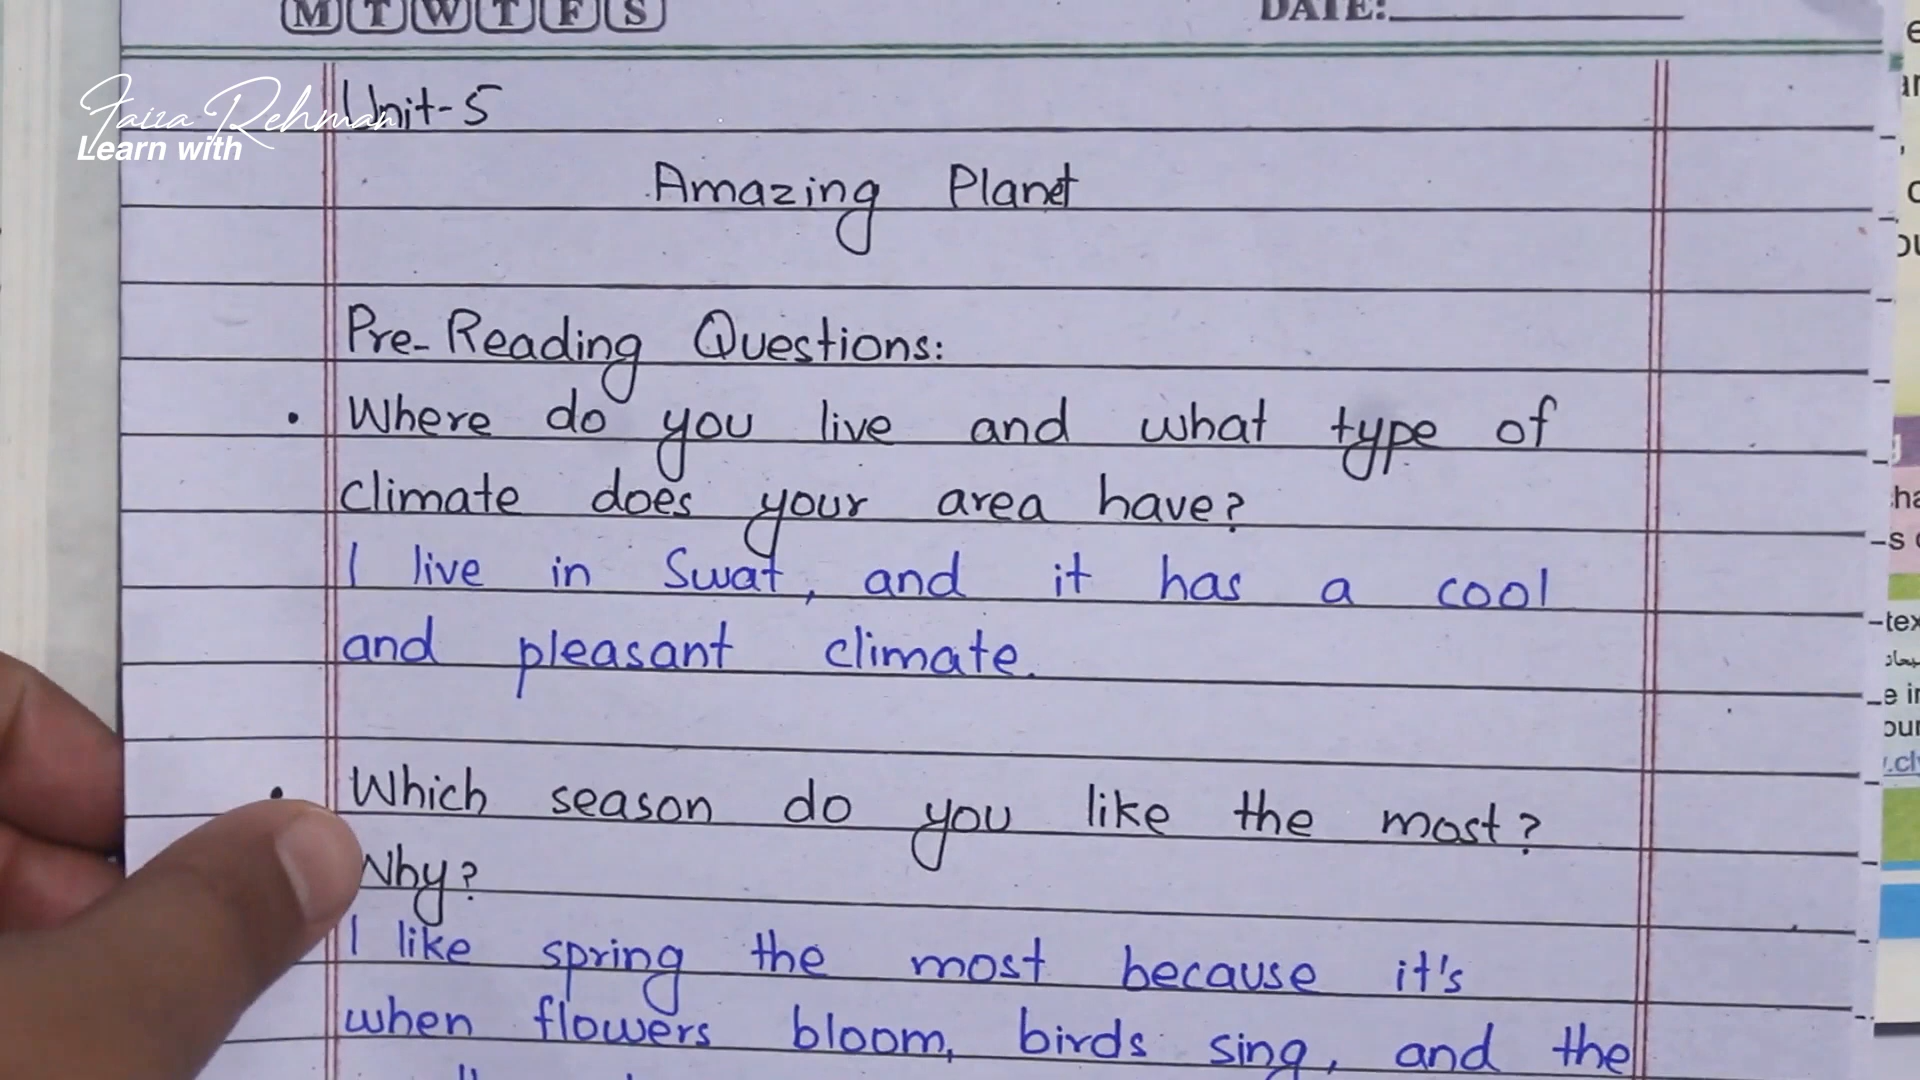 M T W T F S
DATE:
Faiza Rehman
Learn with
Unit-5
Amazing Planet
Pre-Reading Questions:
• Where do you live and what type of
climate does your area have?
I live in Swat, and it has a cool
and pleasant climate.
• Which season do you like the most?
Why?
I like spring the most because it's
when flowers bloom, birds sing, and the